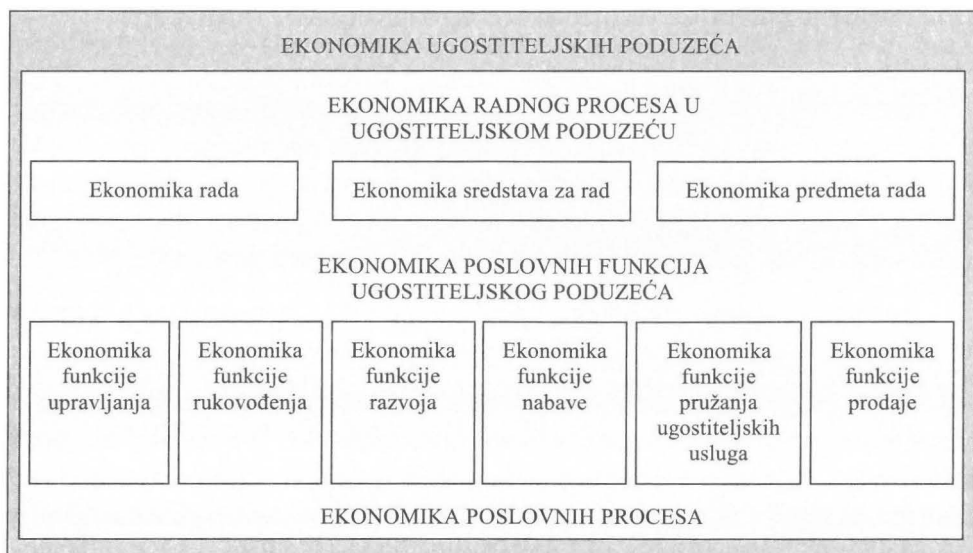 EKONOMIKA UGOSTITELJSKIH PODUZEĆA
EKONOMIKA RADNOG PROCESA U
UGOSTITELJSKOM PODUZEĆU
Ekonomika rada
Ekonomika sredstava za rad
Ekonomika predmeta rada
EKONOMIKA POSLOVNIH FUNKCIJA
UGOSTITELJSKOG PODUZEĆA
Ekonomika
funkcije
upravljanja
Ekonomika
funkcije
rukovođenja
Ekonomika
funkcije
razvoja
Ekonomika
funkcije
nabave
Ekonomika
funkcije
pružanja
ugostiteljskih
usluga
Ekonomika
funkcije
prodaje
EKONOMIKA POSLOVNIH PROCESA